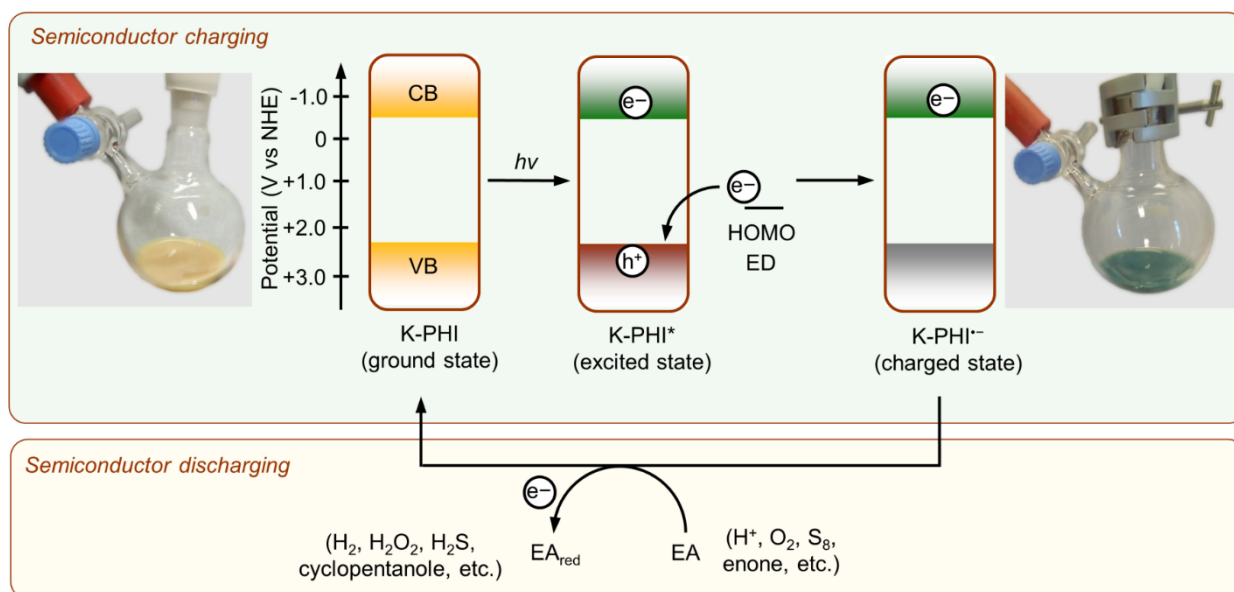 Semiconductor charging
Potential (V vs NHE)
-1.0
0
+1.0
+2.0
+3.0
CB
VB
K-PHI
(ground state)
hv
e–
h+
K-PHI*
(excited state)
e–
HOMO
ED
e–
K-PHI•–
(charged state)
Semiconductor discharging
e–
(H2, H2O2, H2S,
cyclopentanole, etc.)
EAred
EA
(H+, O2, S8,
enone, etc.)